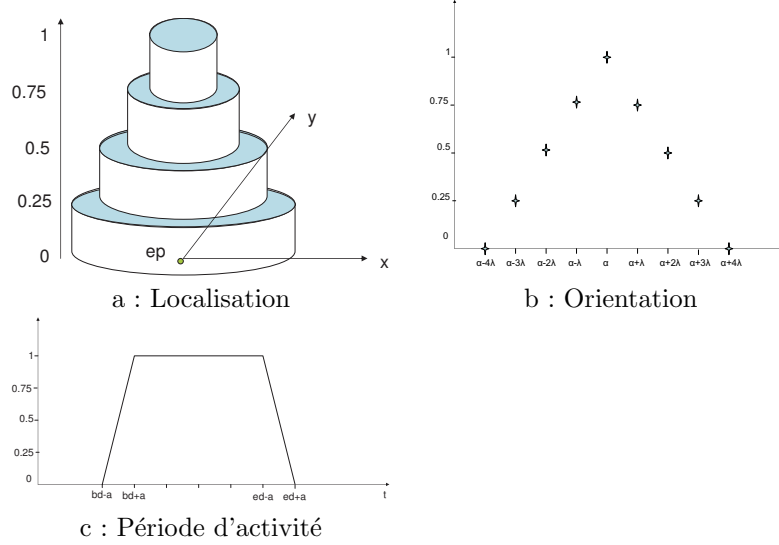 1
0.75
0.5
0.25
0
y
ep
x
a : Localisation
1
0.75
0.5
0.25
0
α-4λ α-3λ α-2λ α-λ α α+λ α+2λ α+3λ α+4λ
b : Orientation
1
0.75
0.5
0.25
0
bd-a bd+a ed-a ed+a t
c : Période d'activité